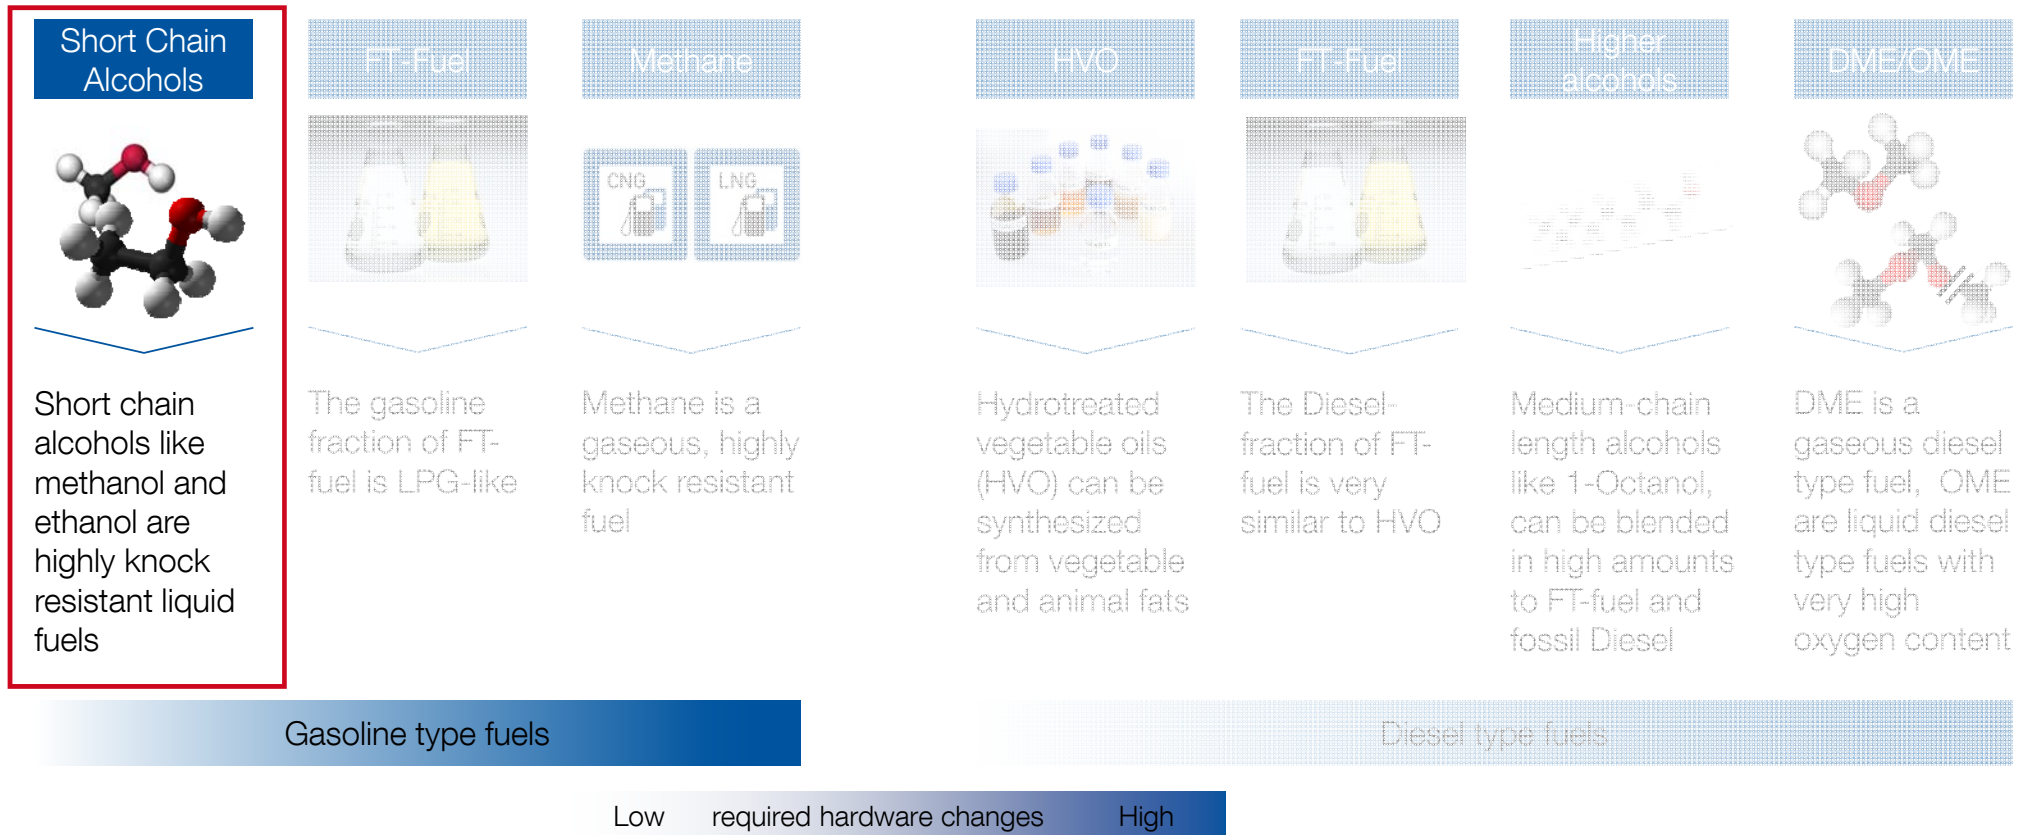 Short Chain
Alcohols
FT-Fuel
Methane
HVO
FT-Fuel
Higher
alcohols
DME/OME
CNG
LNG
Short chain
alcohols like
methanol and
ethanol are
highly knock
resistant liquid
fuels
The gasoline
fraction of FT-
fuel is LPG-like
Methane is a
gaseous, highly
knock resistant
fuel
Hydrotreated
vegetable oils
(HVO) can be
synthesized
from vegetable
and animal fats
The Diesel-
fraction of FT-
fuel is very
similar to HVO
Medium-chain
length alcohols
like 1-Octanol,
can be blended
in high amounts
to FT-fuel and
fossil Diesel
DME is a
gaseous diesel
type fuel, OME
are liquid diesel
type fuels with
very high
oxygen content
Gasoline type fuels
Diesel type fuels
Low required hardware changes High